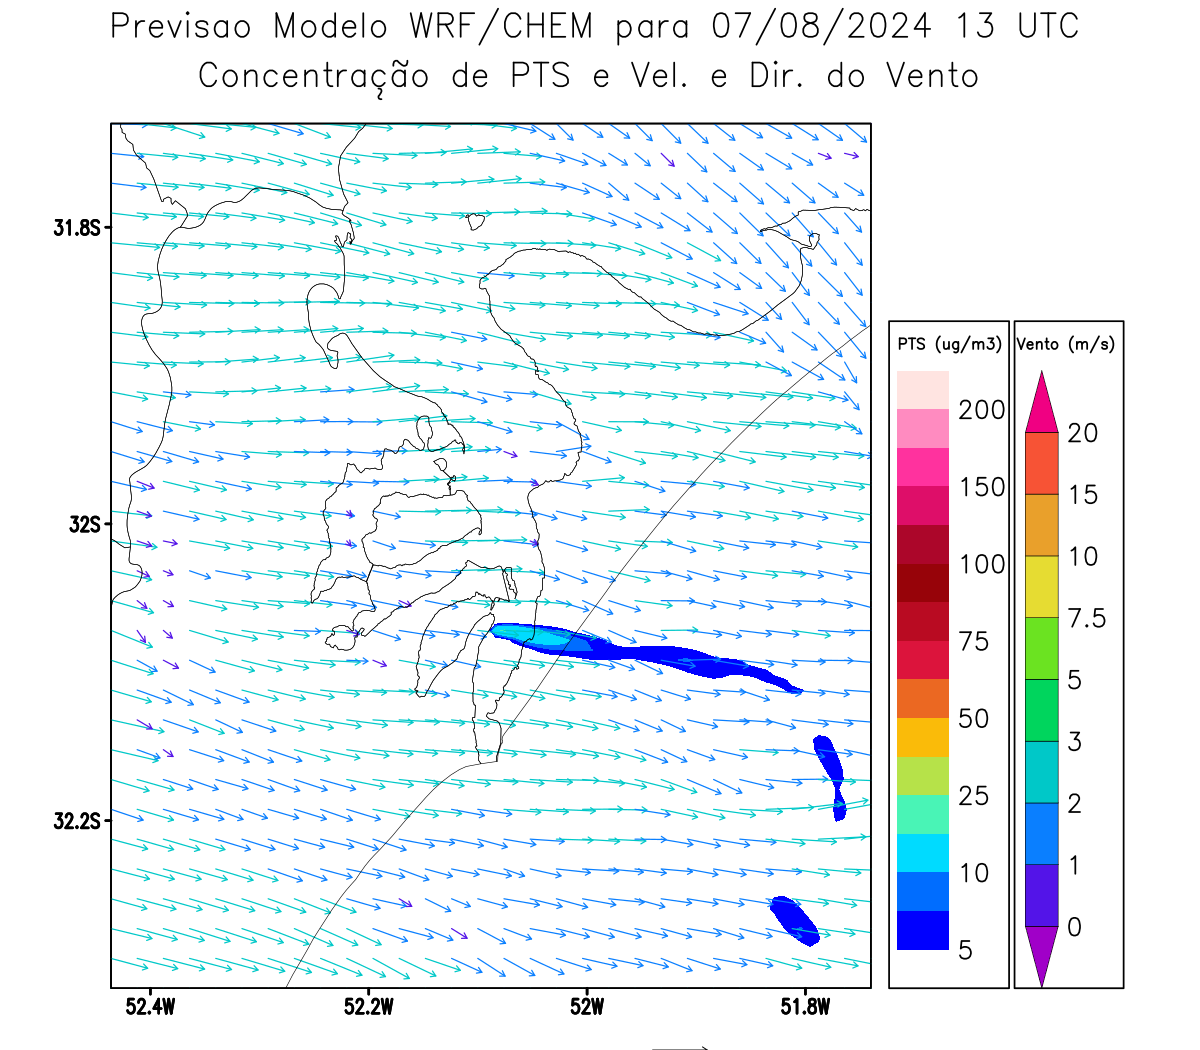 Previsao Modelo WRF/CHEM para 07/08/2024 13 UTC
Concentração de PTS e Vel. e Dir. do Vento
31.8S
32S
32.2S
52.4W
52.2W
52W
51.8W
PTS (ug/m3)
200
150
100
75
50
25
10
5
Vento (m/s)
20
15
10
7.5
5
3
2
1
0